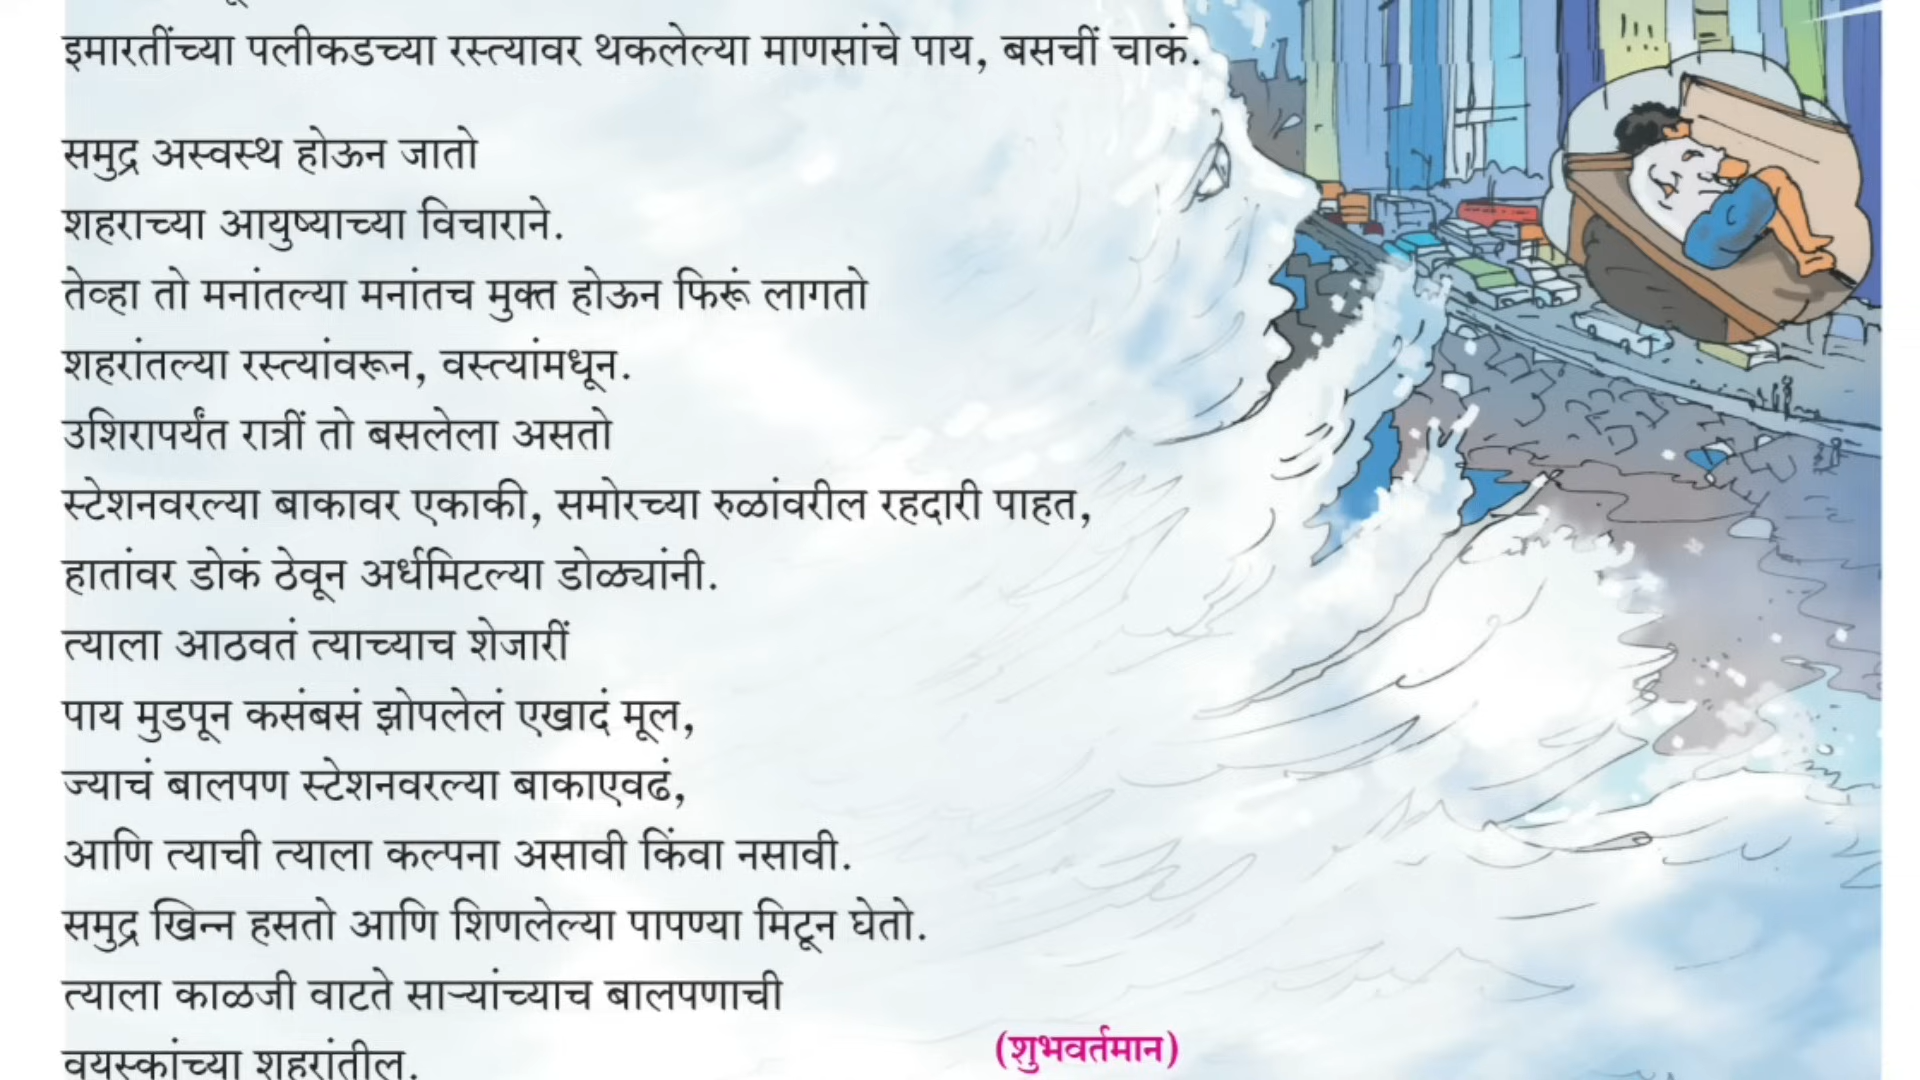 इमारतींच्या पलीकडच्या रस्त्यावर थकलेल्या माणसांचे पाय, बसचीं चाकं.
समुद्र अस्वस्थ होऊन जातो
शहराच्या आयुष्याच्या विचाराने.
तेव्हा तो मनांतल्या मनांतच मुक्त होऊन फिरूं लागतो
शहरांतल्या रस्त्यांवरून, वस्त्यांमधून.
उशिरापर्यंत रात्रीं तो बसलेला असतो
स्टेशनवरल्या बाकावर एकाकी, समोरच्या रुळांवरील रहदारी पाहत,
हातांवर डोकं ठेवून अर्धमिटल्या डोळ्यांनी.
त्याला आठवतं त्याच्याच शेजारीं
पाय मुडपून कसंबसं झोपलेलं एखादं मूल,
ज्याचं बालपण स्टेशनवरल्या बाकाएवढं,
आणि त्याची त्याला कल्पना असावी किंवा नसावी.
समुद्र खिन्न हसतो आणि शिणलेल्या पापण्या मिटून घेतो.
त्याला काळजी वाटते साऱ्यांच्याच बालपणाची
वयस्कांच्या शहरांतील.
(शुभवर्तमान)